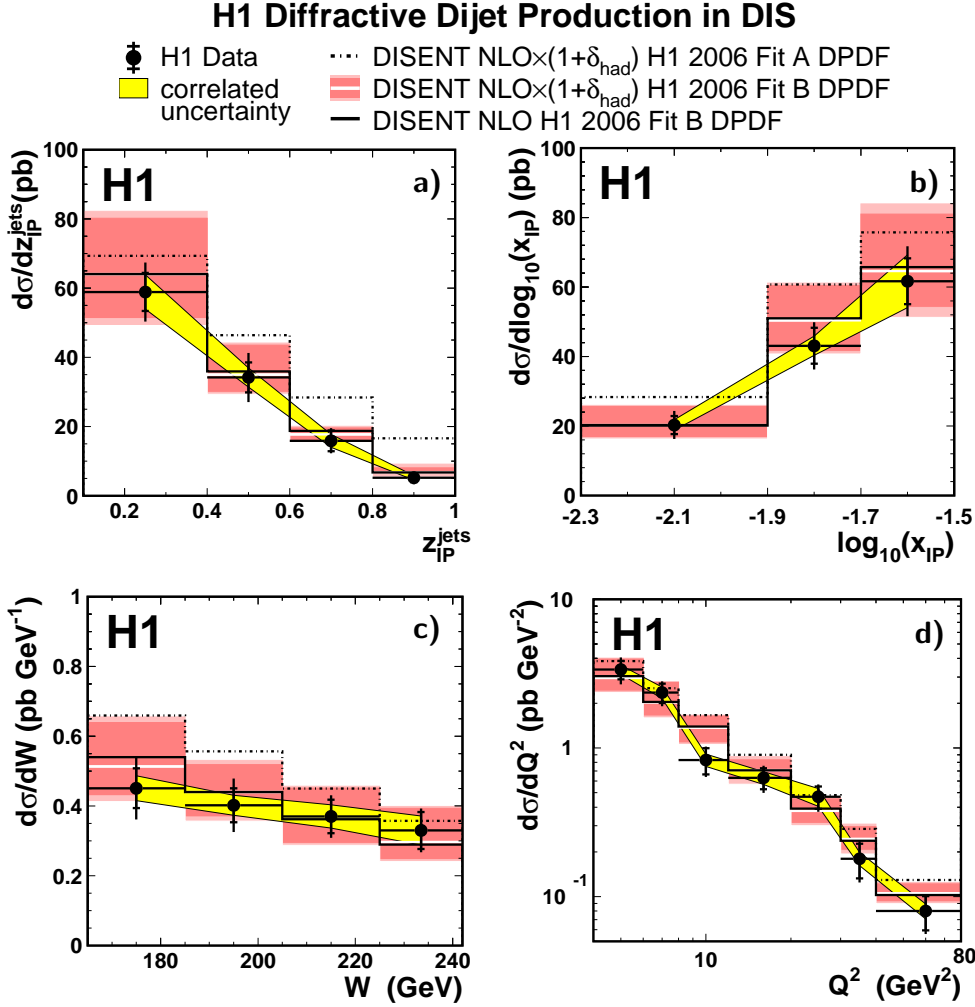 H1 Diffractive Dijet Production in DIS
H1 Data
correlated
uncertainty
DISENT NLO×(1+δhad) H1 2006 Fit A DPDF
DISENT NLO×(1+δhad) H1 2006 Fit B DPDF
DISENT NLO H1 2006 Fit B DPDF
H1 a)
dσ/dz_IP^jets(pb)
100
80
60
40
20
0
0.2 0.4 0.6 0.8 1
z_IP^jets
H1 b)
dσ/dlog10(xIP) (pb)
100
80
60
40
20
0
-2.3 -2.1 -1.9 -1.7 -1.5
log10(xIP)
H1 c)
dσ/dW (pb GeV⁻¹)
1
0.8
0.6
0.4
0.2
0
180 200 220 240
W (GeV)
H1 d)
dσ/dQ² (pb GeV⁻²)
10
1
10⁻¹
10 80
Q² (GeV²)